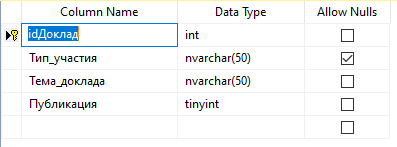 Column Name Data Type Allow Nulls
idДоклад int
Тип_участия nvarchar(50)
Тема_доклада nvarchar(50)
Публикация tinyint